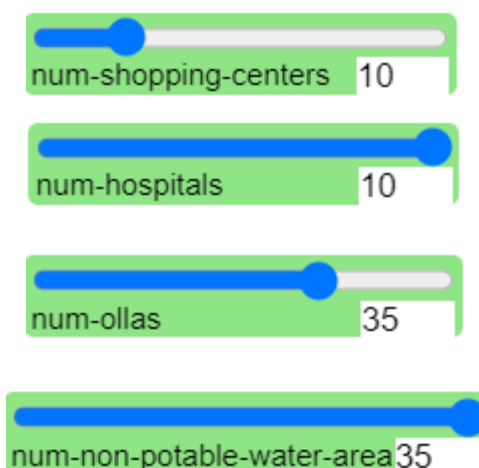 num-shopping-centers 10
num-hospitals 10
num-ollas 35
num-non-potable-water-area 35